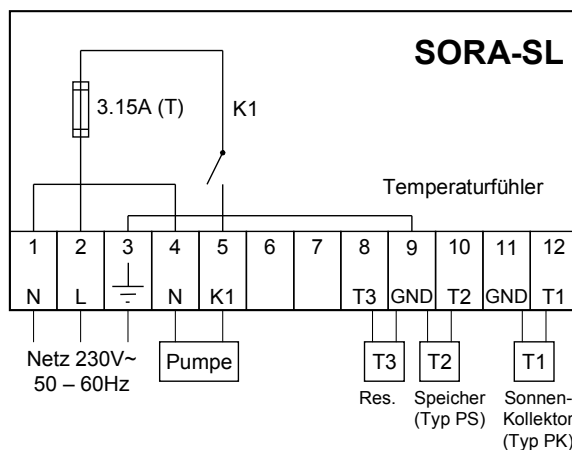 SORA-SL
3.15A (T)
K1
Temperaturfühler
1 2 3 4 5 6 7 8 9 10 11 12
N L N K1 T3 GND T2 GND T1
Netz 230V~
50 – 60Hz
Pumpe
T3
T2
T1
Res.
Speicher
(Typ PS)
Sonnen-
Kollektor
(Typ PK)